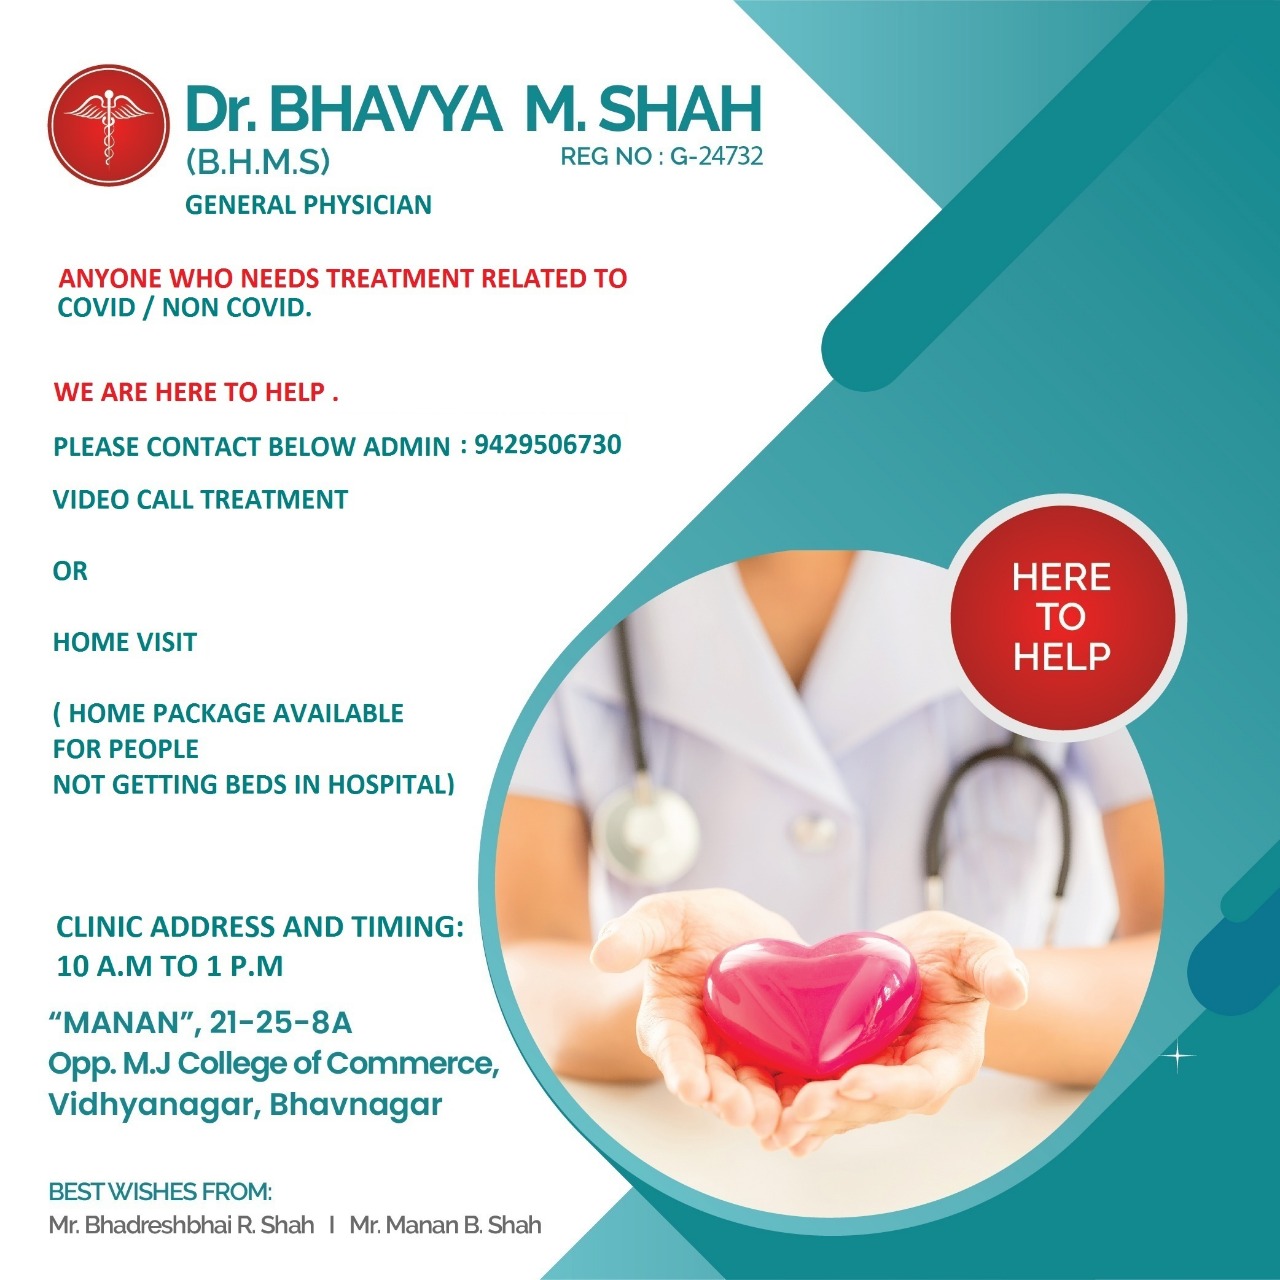 Dr. BHAVYA M. SHAH
(B.H.M.S)
REG NO : G-24732
GENERAL PHYSICIAN
ANYONE WHO NEEDS TREATMENT RELATED TO
COVID / NON COVID.
WE ARE HERE TO HELP .
PLEASE CONTACT BELOW ADMIN : 9429506730
VIDEO CALL TREATMENT
OR
HOME VISIT
( HOME PACKAGE AVAILABLE
FOR PEOPLE
NOT GETTING BEDS IN HOSPITAL)
HERE
TO
HELP
CLINIC ADDRESS AND TIMING:
10 A.M TO 1 P.M
“MANAN”, 21-25-8A
Opp. M.J College of Commerce,
Vidhyanagar, Bhavnagar
BEST WISHES FROM:
Mr. Bhadreshbhai R. Shah I Mr. Manan B. Shah